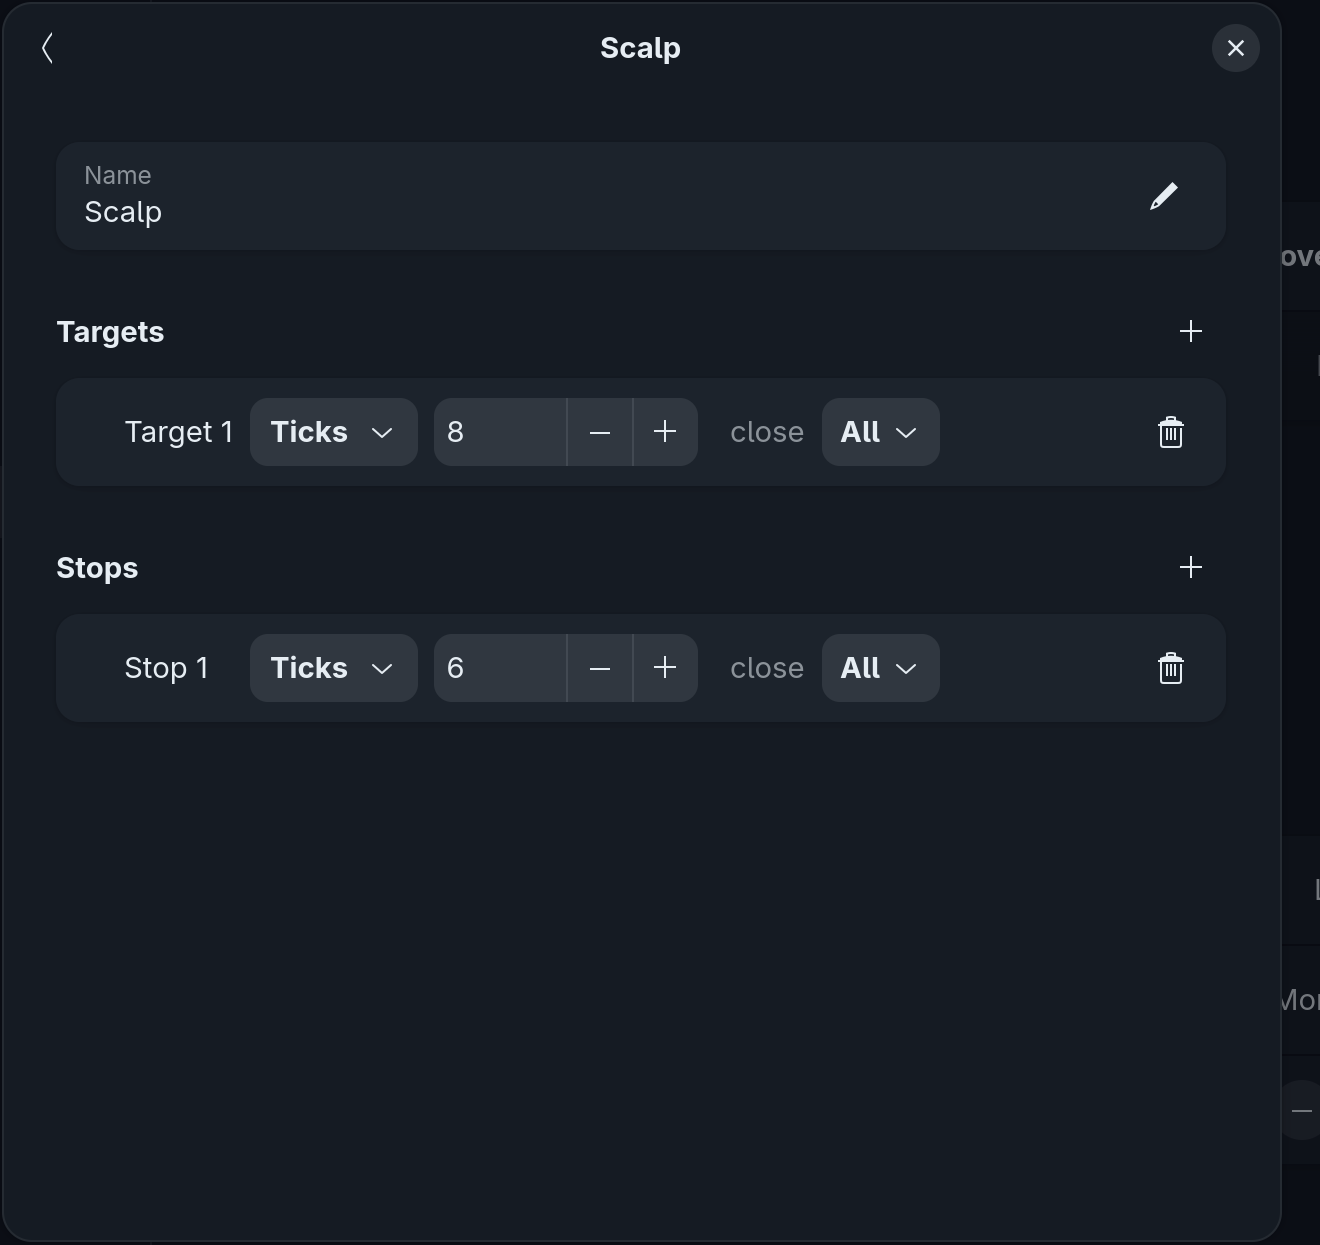 Scalp
Name
Scalp
Targets
Target 1 Ticks 8 close All
Stops
Stop 1 Ticks 6 close All